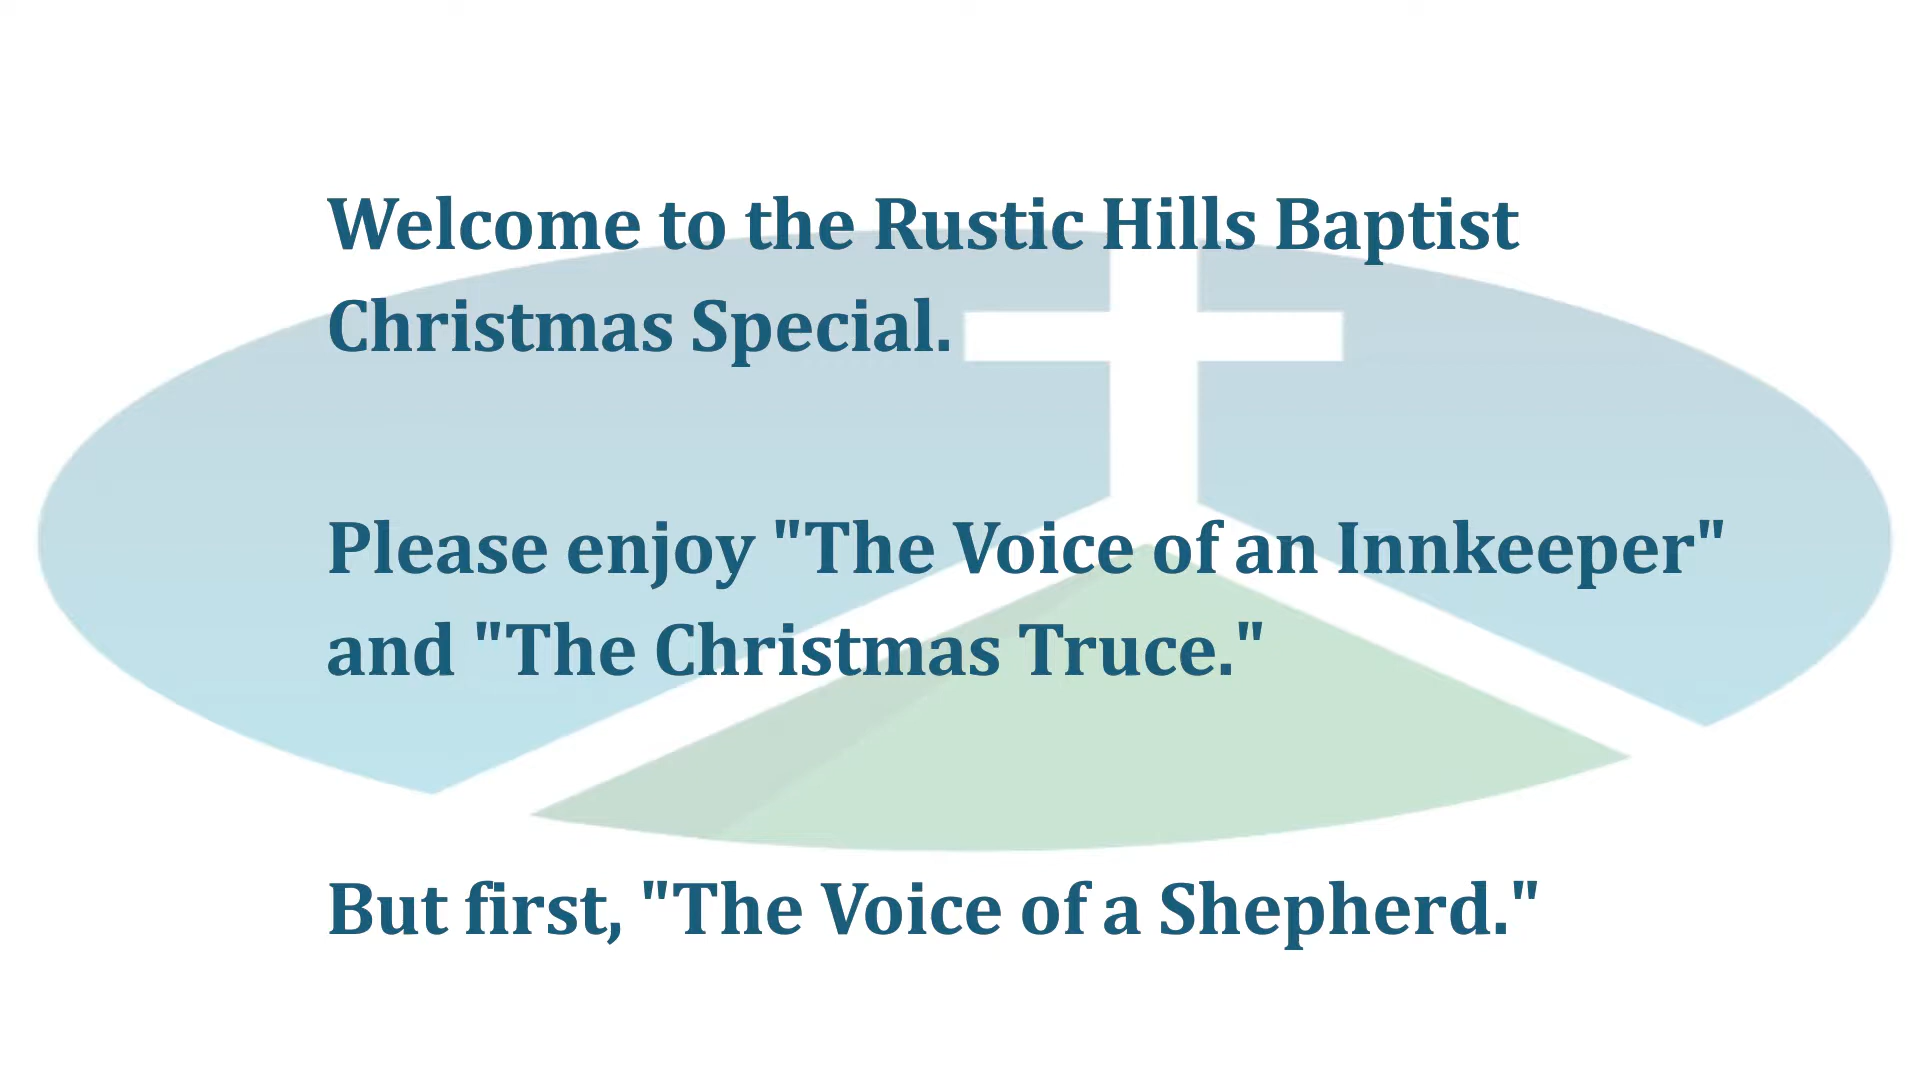 Welcome to the Rustic Hills Baptist
Christmas Special.
Please enjoy "The Voice of an Innkeeper"
and "The Christmas Truce."
But first, "The Voice of a Shepherd."